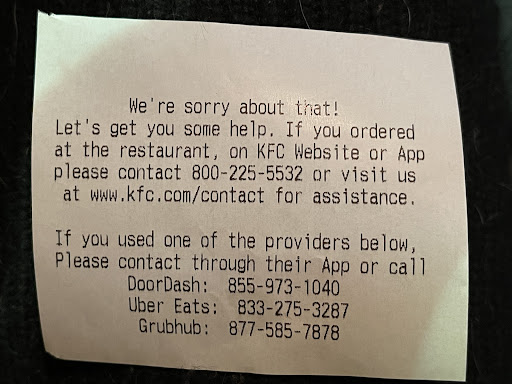 We're sorry about that!
Let's get you some help. If you ordered
at the restaurant, on KFC Website or App
please contact 800-225-5532 or visit us
at www.kfc.com/contact for assistance.
If you used one of the providers below,
Please contact through their App or call
DoorDash: 855-973-1040
Uber Eats: 833-275-3287
Grubhub: 877-585-7878